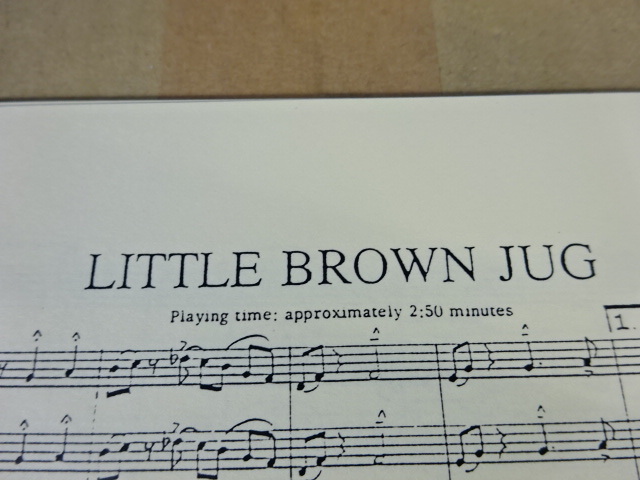 LITTLE BROWN JUG
Playing time: approximately 2:50 minutes
1.